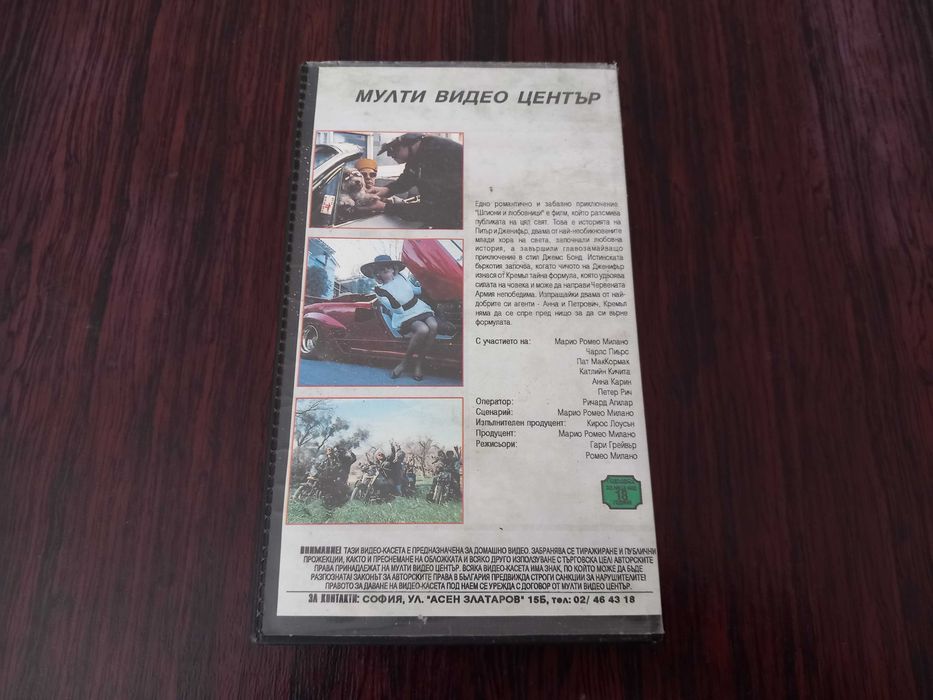 МУЛТИ ВИДЕО ЦЕНТЪР
Едно романтично и забавно приключение.
"Шпиони и любовници" е филм, който разсмива
публиката на цял свят. Това е историята на
Питър и Дженифър, двама от най-необикновените
млади хора на света, започнали любовна
история, а завършили главозамайващо
приключение в стил Джемс Бонд. Истинската
бъркотия започва, когато чичото на Дженифър
изнася от Кремъл тайна формула, която удвоява
силата на човека и може да направи Червената
Армия непобедима. Изпращайки двама от най-
добрите си агенти - Анна и Петрович, Кремъл
няма да се спре пред нищо за да си върне
формулата.
С участието на: Марио Ромео Милано
Чарлс Пиърс
Пат МакКормак
Катлийн Кичита
Анна Карин
Петер Рич
Оператор: Ричард Агилар
Сценарий: Марио Ромео Милано
Изпълнителен продуцент: Кирос Лоусън
Продуцент: Марио Ромео Милано
Режисьори: Гари Грейвър
Ромео Милано
18
ВНИМАНИЕ! ТАЗИ ВИДЕО-КАСЕТА Е ПРЕДНАЗНАЧЕНА ЗА ДОМАШНО ВИДЕО. ЗАБРАНЯВА СЕ ТИРАЖИРАНЕ И ПУБЛИЧНИ
ПРОЖЕКЦИИ, КАКТО И ПРЕСНЕМАНЕ НА ОБЛОЖКАТА И ВСЯКО ДРУГО ИЗПОЛЗУВАНЕ С ТЪРГОВСКА ЦЕЛ! АВТОРСКИТЕ
ПРАВА ПРИНАДЛЕЖАТ НА МУЛТИ ВИДЕО ЦЕНТЪР. ВСЯКА ВИДЕО-КАСЕТА ИМА ЗНАК, ПО КОЙТО МОЖЕ ДА БЪДЕ
РАЗПОЗНАТА! ЗАКОНЪТ ЗА АВТОРСКИТЕ ПРАВА В БЪЛГАРИЯ ПРЕДВИЖДА СТРОГИ САНКЦИИ ЗА НАРУШИТЕЛИТЕ!
ПРАВОТО ЗА ДАВАНЕ НА ВИДЕО-КАСЕТА ПОД НАЕМ СЕ УРЕЖДА С ДОГОВОР ОТ МУЛТИ ВИДЕО ЦЕНТЪР.
ЗА КОНТАКТИ: СОФИЯ, УЛ. "АСЕН ЗЛАТАРОВ" 15Б, тел: 02/ 46 43 18